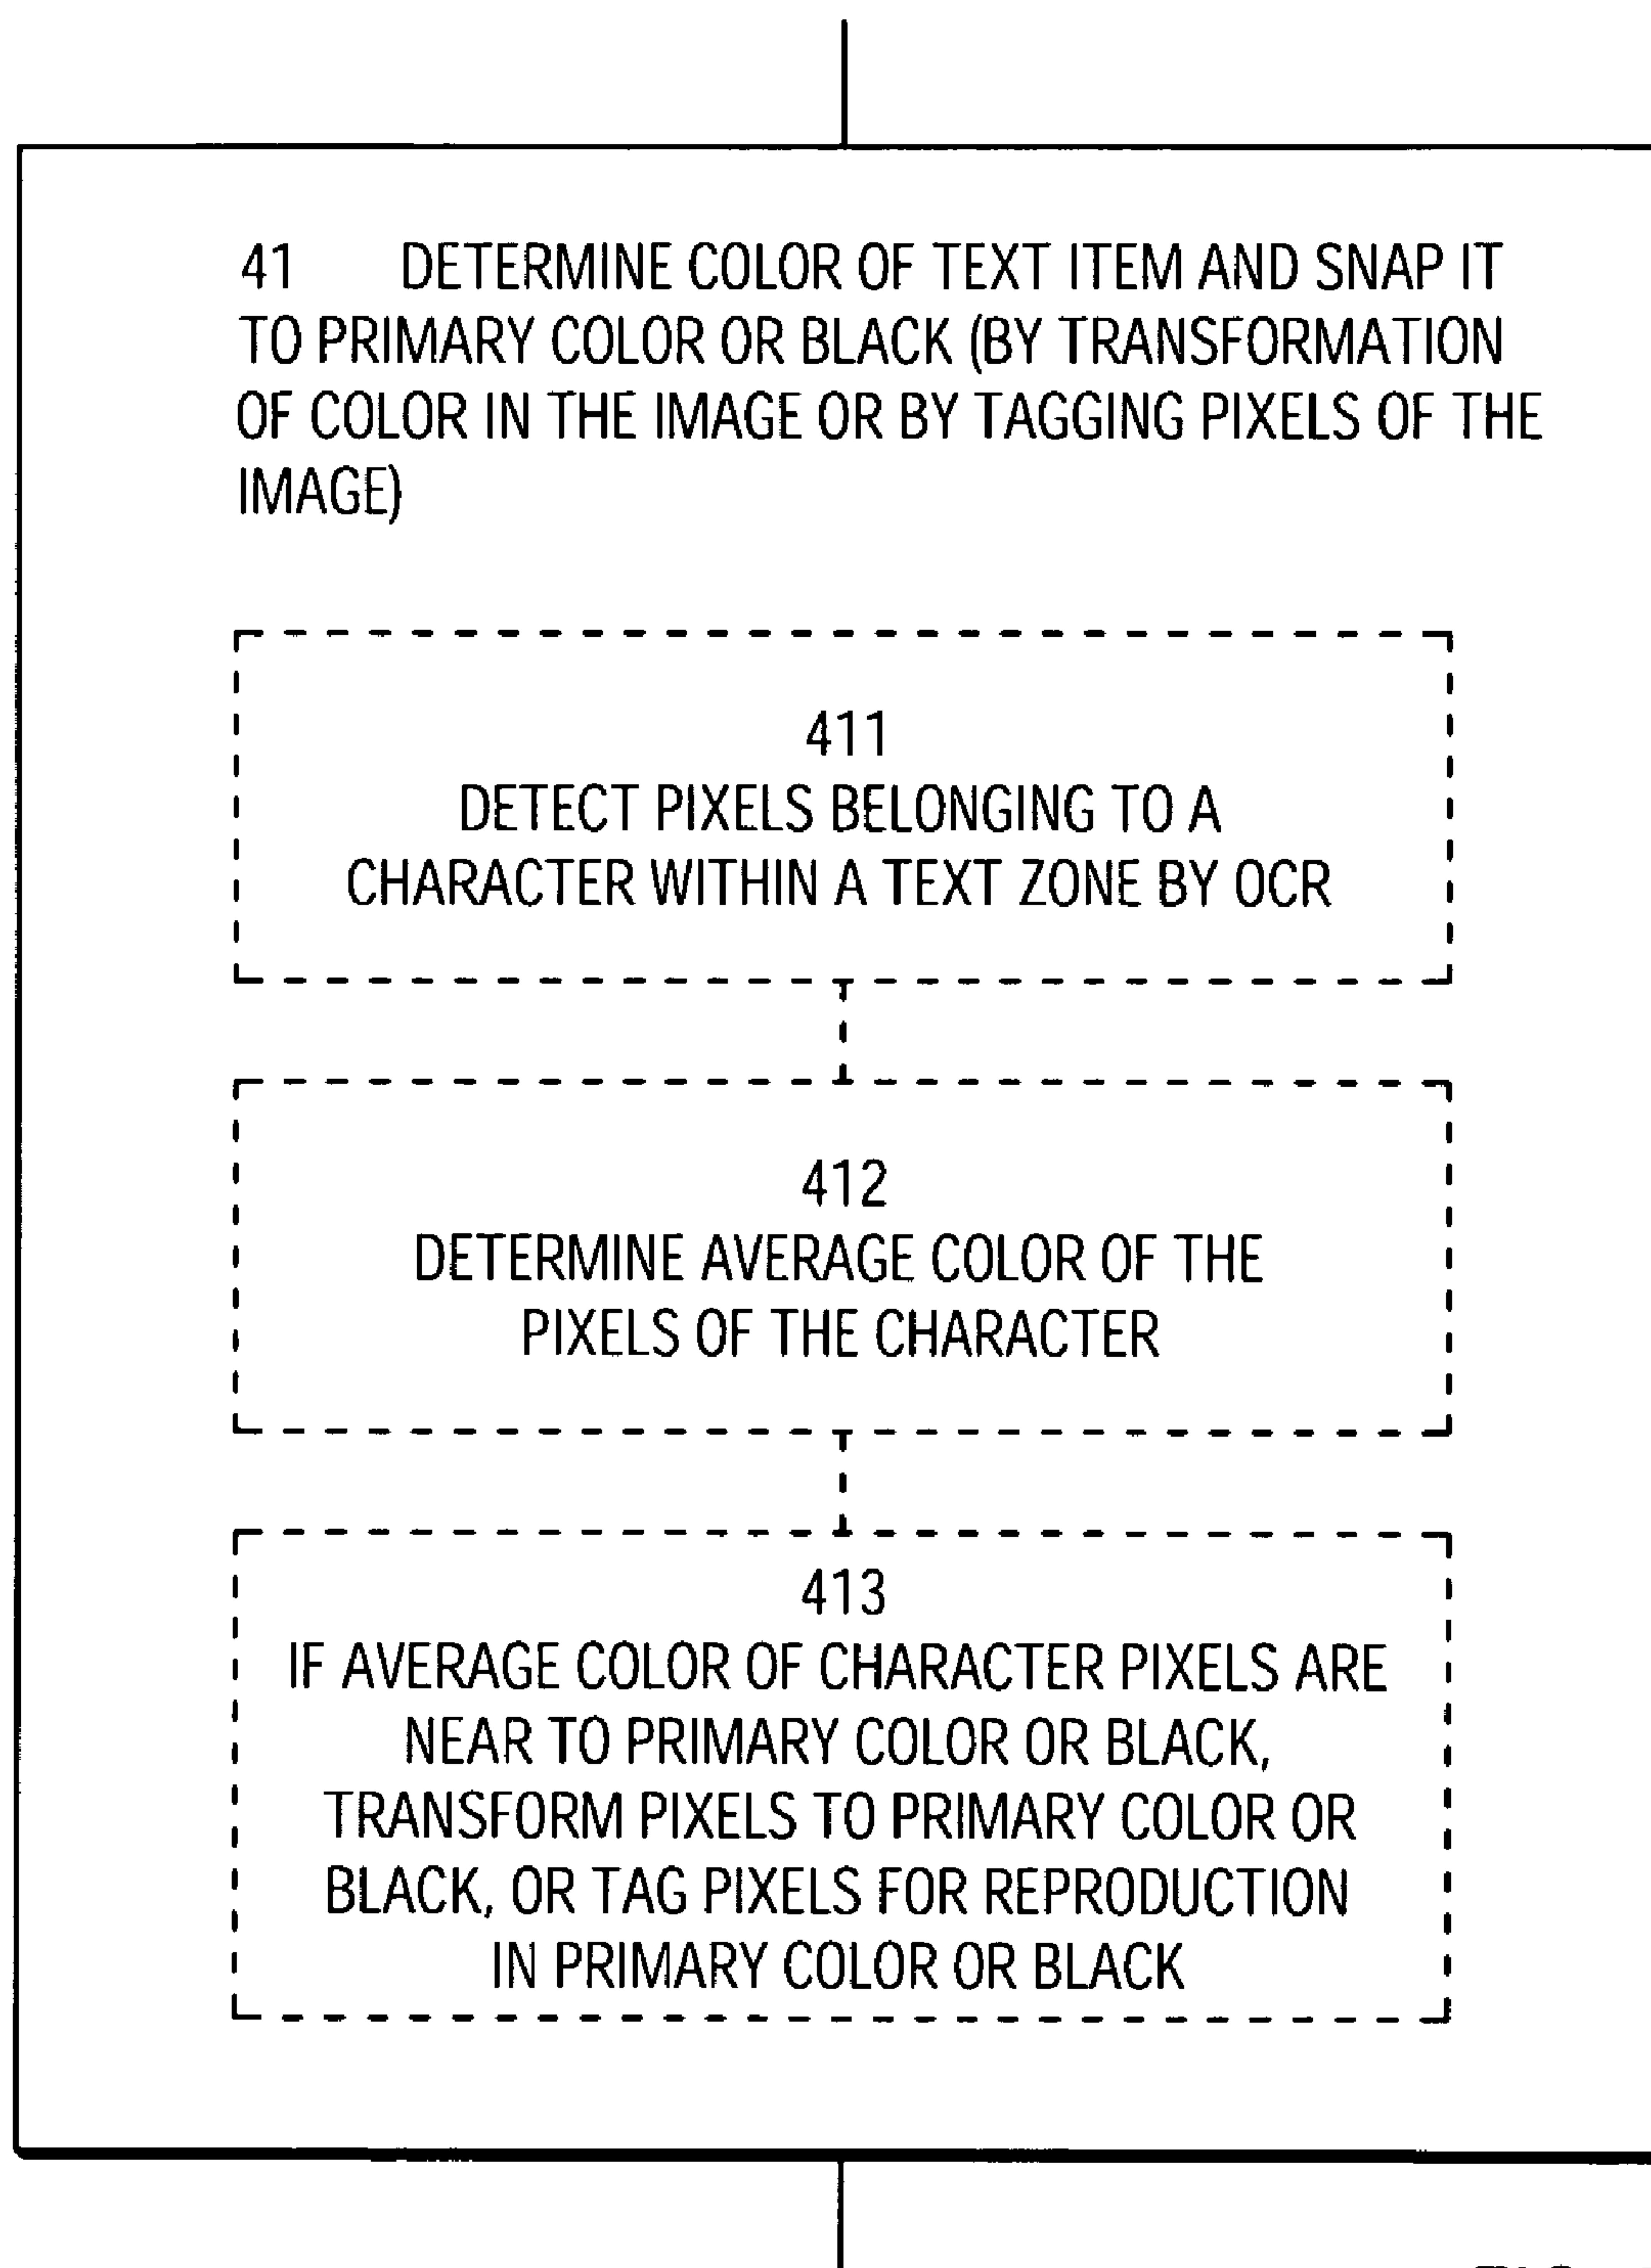 41 DETERMINE COLOR OF TEXT ITEM AND SNAP IT
TO PRIMARY COLOR OR BLACK (BY TRANSFORMATION
OF COLOR IN THE IMAGE OR BY TAGGING PIXELS OF THE
IMAGE)
411
DETECT PIXELS BELONGING TO A
CHARACTER WITHIN A TEXT ZONE BY OCR
412
DETERMINE AVERAGE COLOR OF THE
PIXELS OF THE CHARACTER
413
IF AVERAGE COLOR OF CHARACTER PIXELS ARE
NEAR TO PRIMARY COLOR OR BLACK,
TRANSFORM PIXELS TO PRIMARY COLOR OR
BLACK, OR TAG PIXELS FOR REPRODUCTION
IN PRIMARY COLOR OR BLACK